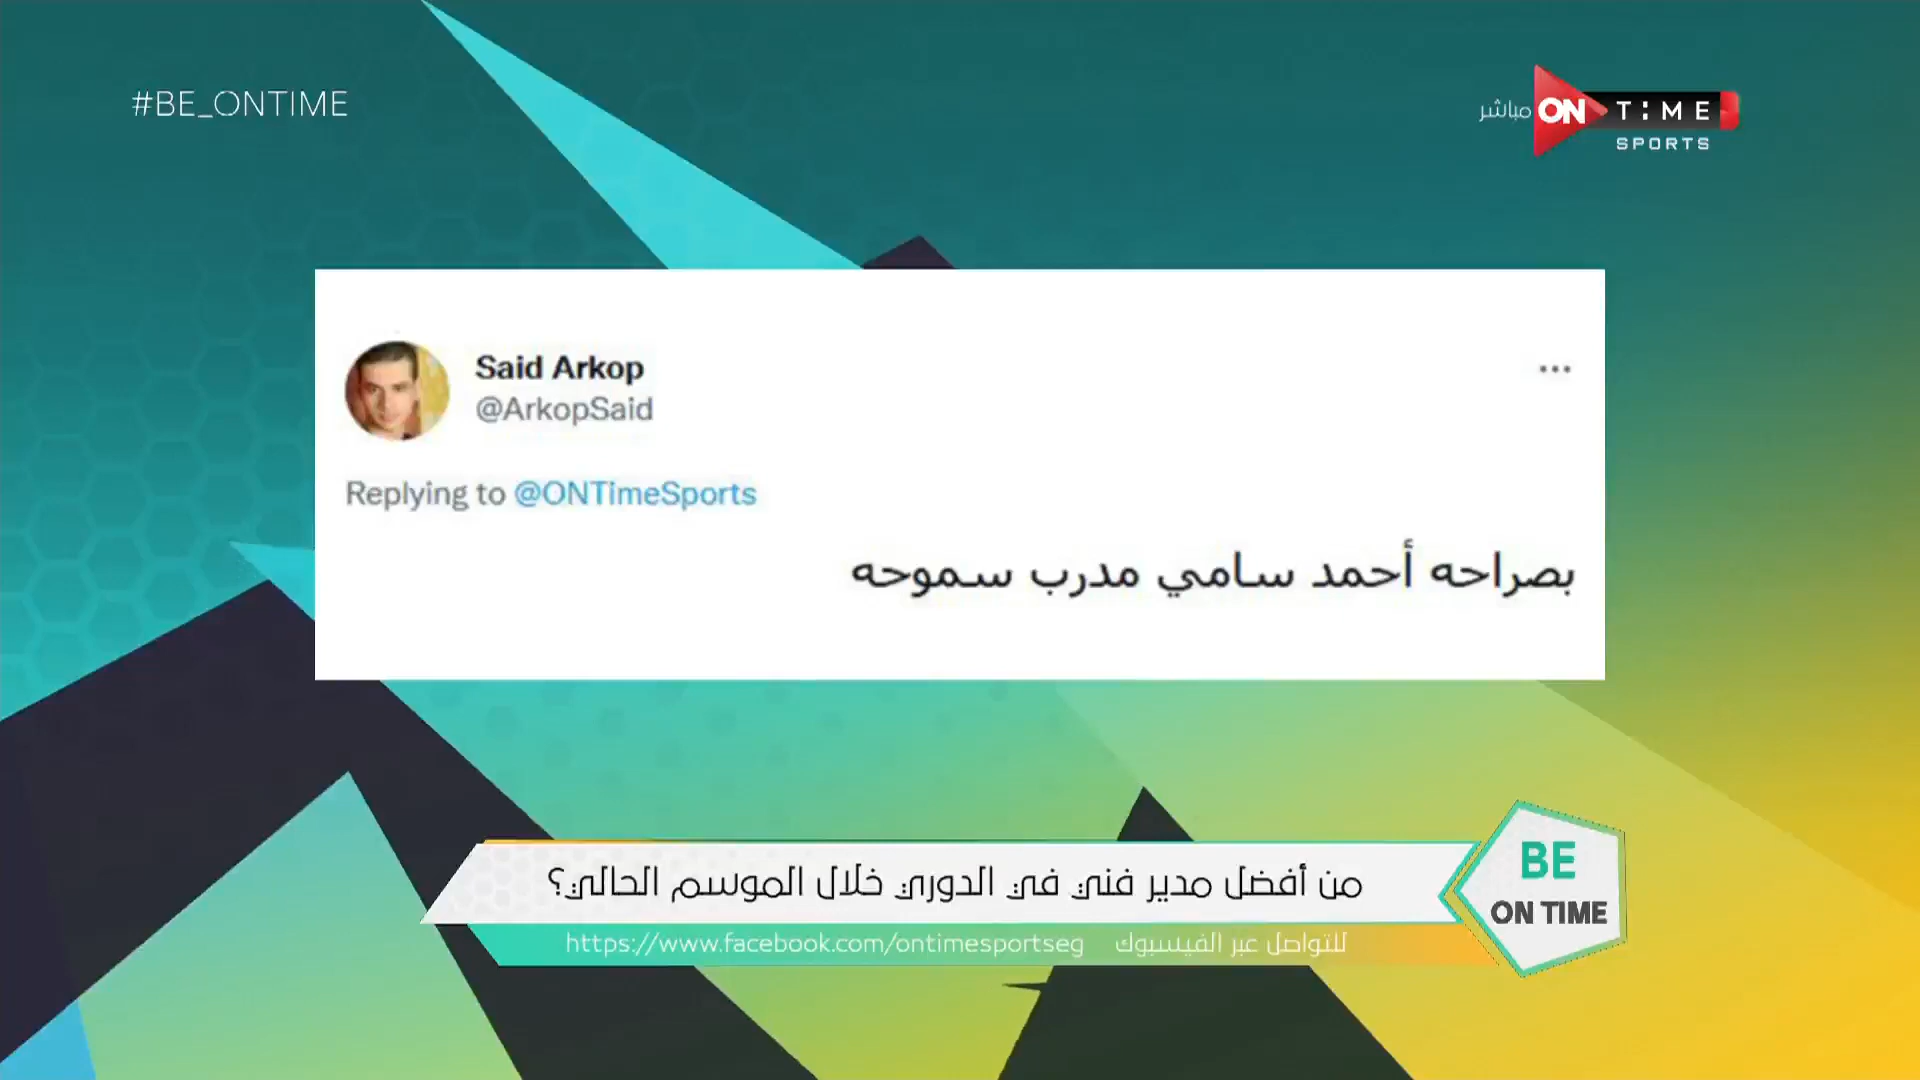 #BE_ONTIME
مباشر ON TIME
SPORTS
Said Arkop
@ArkopSaid
Replying to @ONTimeSports
بصراحه أحمد سامي مدرب سموحه
من أفضل مدير فني في الدوري خلال الموسم الحالي؟
للتواصل عبر الفيسبوك https://www.facebook.com/ontimesportseg
BE
ON TIME